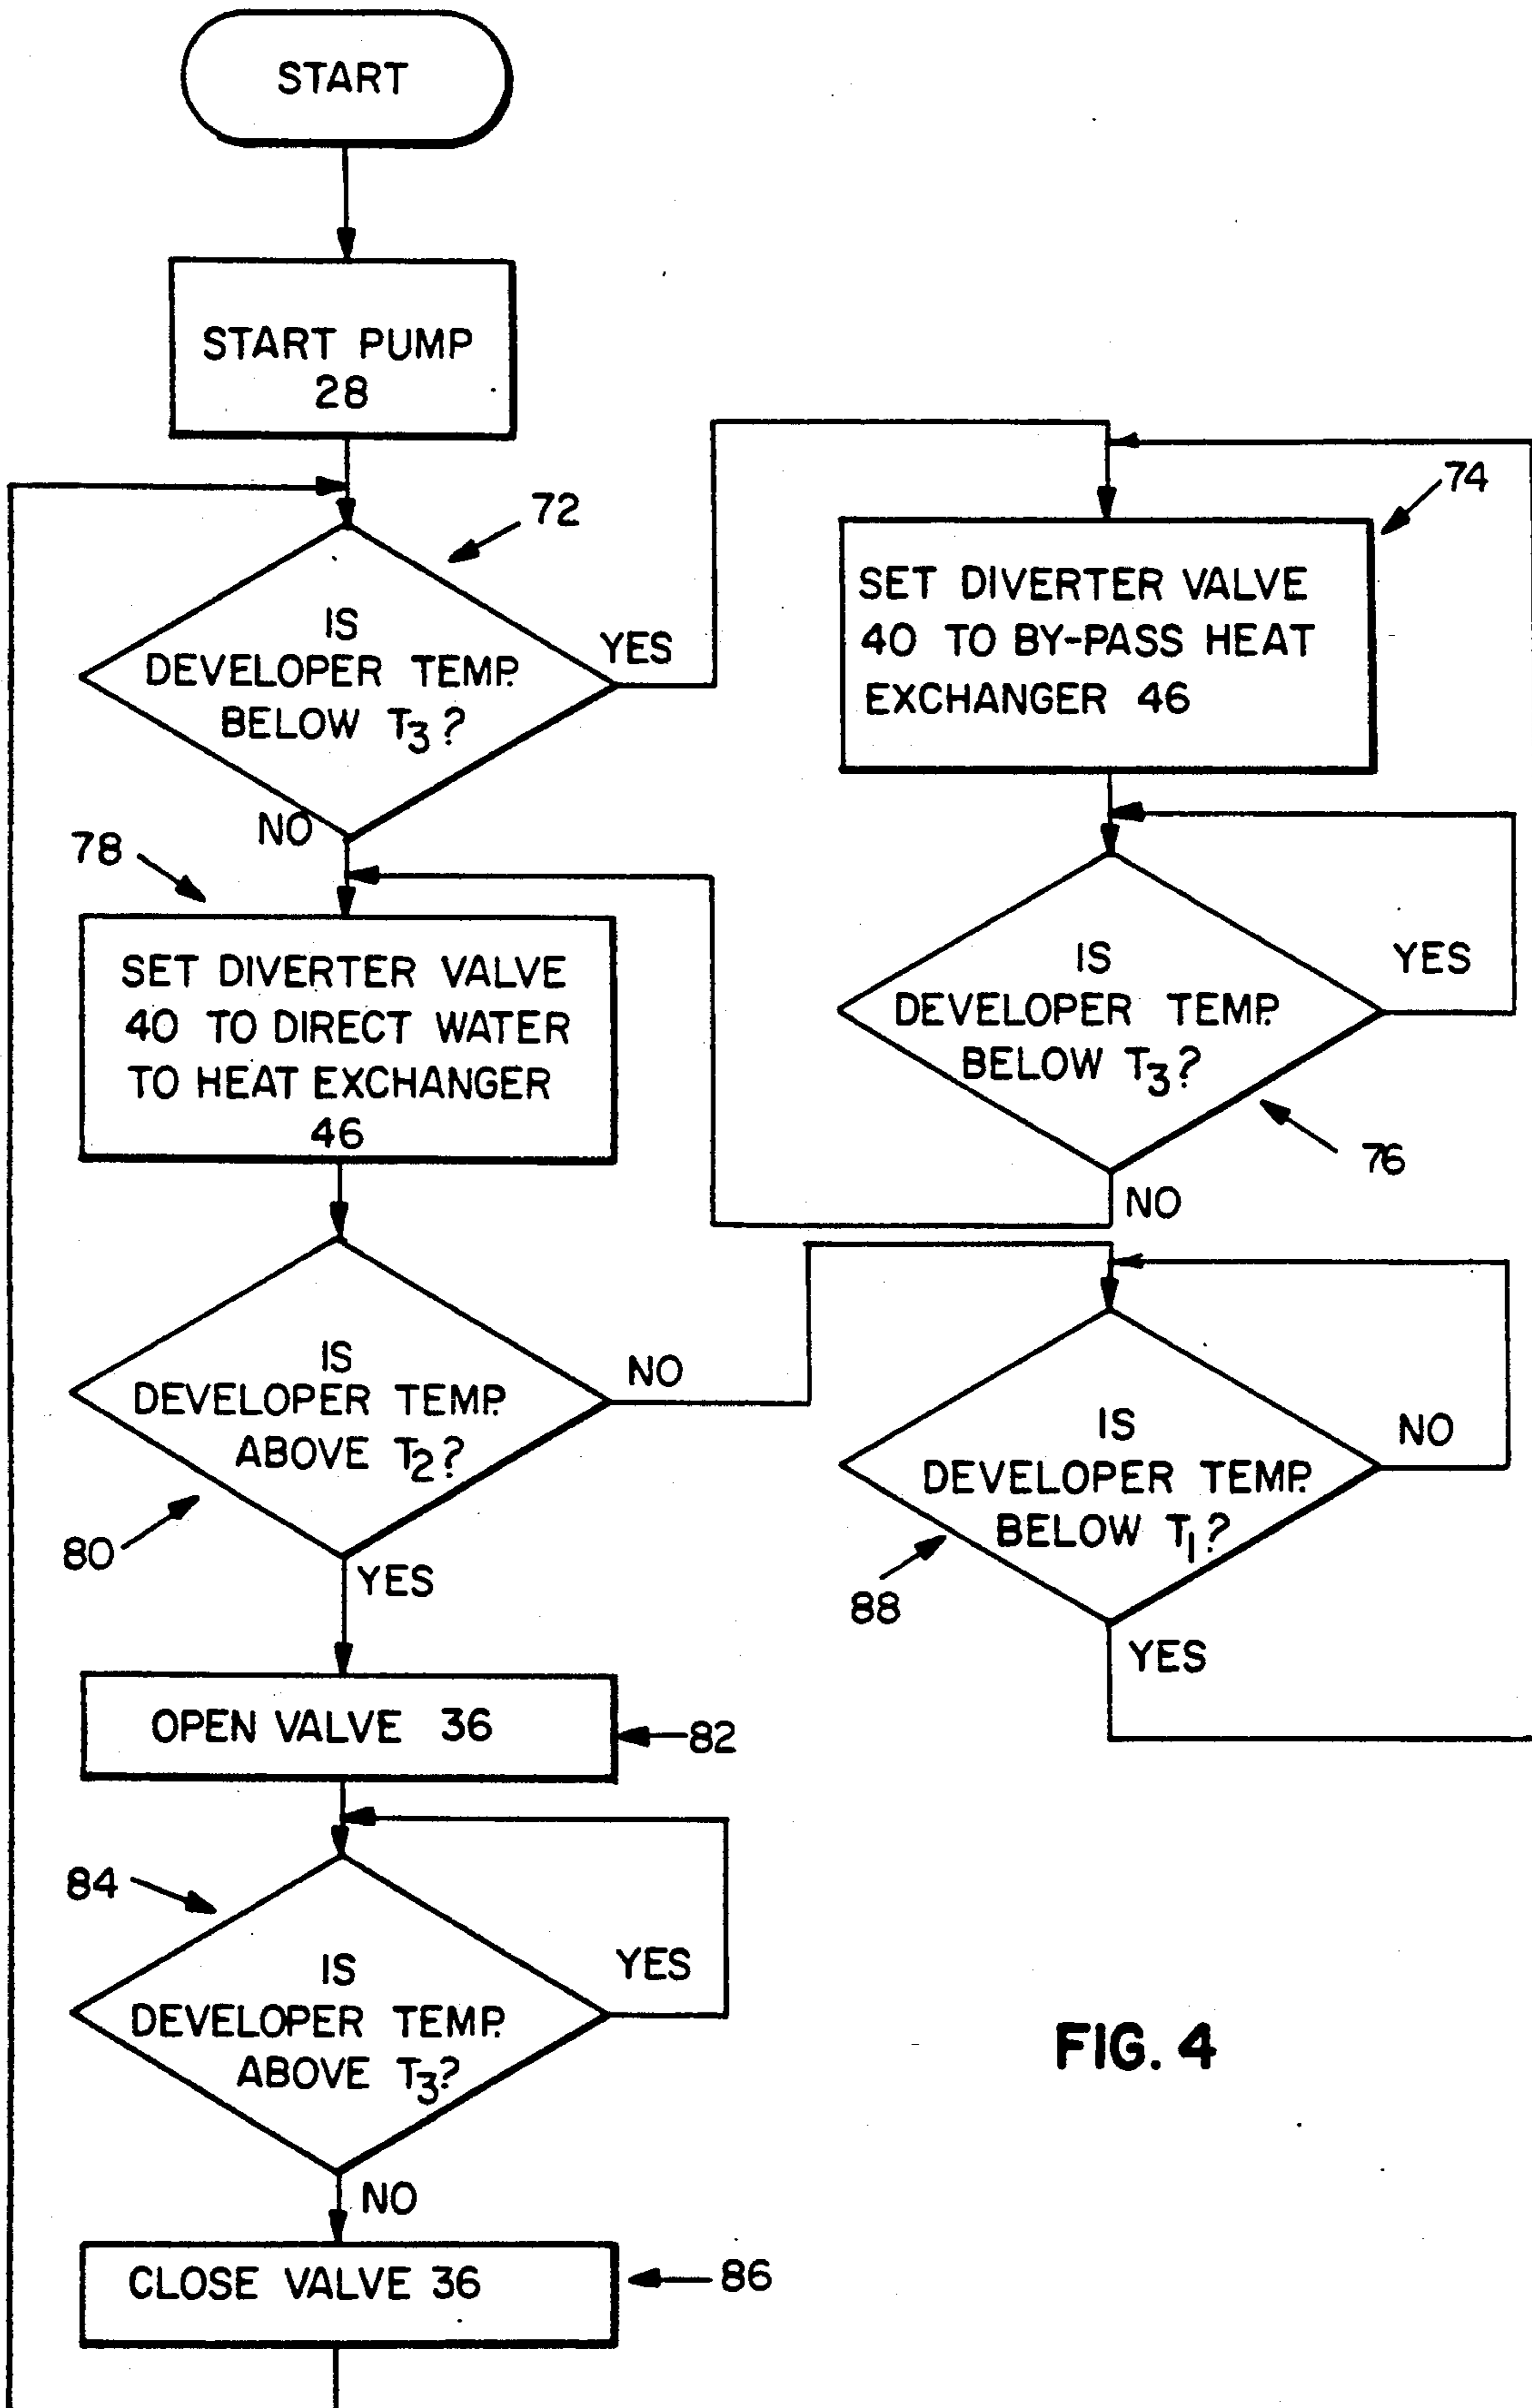 START
START PUMP
28
72
IS
DEVELOPER TEMP.
BELOW T3?
YES
NO
74
SET DIVERTER VALVE
40 TO BY-PASS HEAT
EXCHANGER 46
78
SET DIVERTER VALVE
40 TO DIRECT WATER
TO HEAT EXCHANGER
46
IS
DEVELOPER TEMP.
BELOW T3?
YES
76
NO
IS
DEVELOPER TEMP.
ABOVE T2?
NO
80
YES
IS
DEVELOPER TEMP.
BELOW T1?
NO
88
YES
OPEN VALVE 36
82
84
IS
DEVELOPER TEMP.
ABOVE T3?
YES
NO
CLOSE VALVE 36
86
FIG. 4